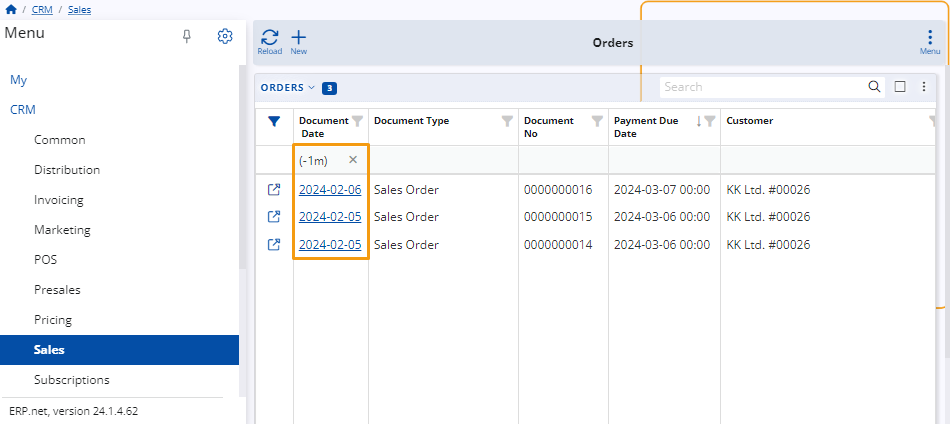 / CRM / Sales
Menu
My
CRM
Common
Distribution
Invoicing
Marketing
POS
Presales
Pricing
Sales
Subscriptions
ERP.net, version 24.1.4.62
Reload New Orders Menu
ORDERS 3 Search
Document Date Document Type Document No Payment Due Date Customer
(-1m) ×
2024-02-06 Sales Order 0000000016 2024-03-07 00:00 KK Ltd. #00026
2024-02-05 Sales Order 0000000015 2024-03-06 00:00 KK Ltd. #00026
2024-02-05 Sales Order 0000000014 2024-03-06 00:00 KK Ltd. #00026